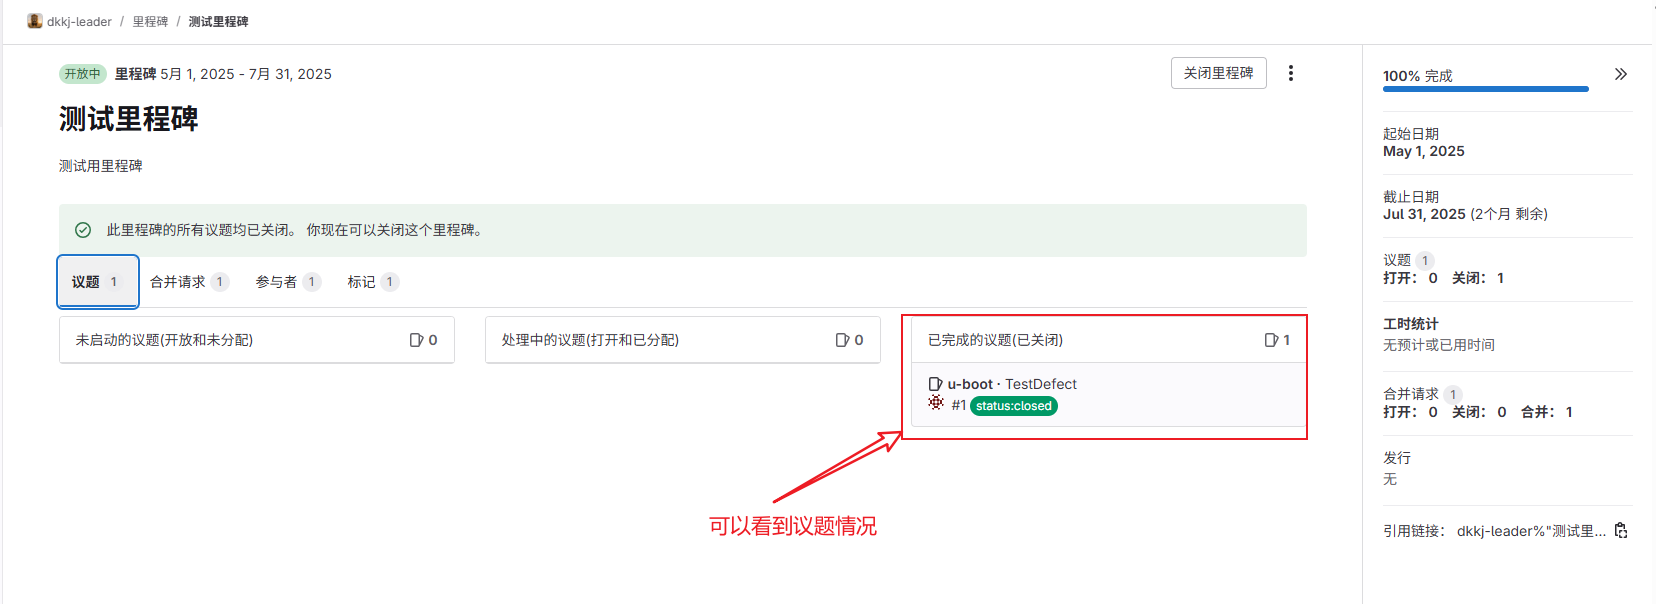 dkkj-leader / 里程碑 / 测试里程碑
开放中 里程碑 5月 1, 2025 - 7月 31, 2025
关闭里程碑
测试里程碑
测试用里程碑
此里程碑的所有议题均已关闭。 你现在可以关闭这个里程碑。
议题 1 合并请求 1 参与者 1 标记 1
未启动的议题(开放和未分配) 0
处理中的议题(打开和已分配) 0
已完成的议题(已关闭) 1
u-boot · TestDefect
#1 status:closed
可以看到议题情况
100% 完成
起始日期
May 1, 2025
截止日期
Jul 31, 2025 (2个月 剩余)
议题 1
打开： 0 关闭： 1
工时统计
无预计或已用时间
合并请求 1
打开： 0 关闭： 0 合并： 1
发行
无
引用链接： dkkj-leader%"测试里...